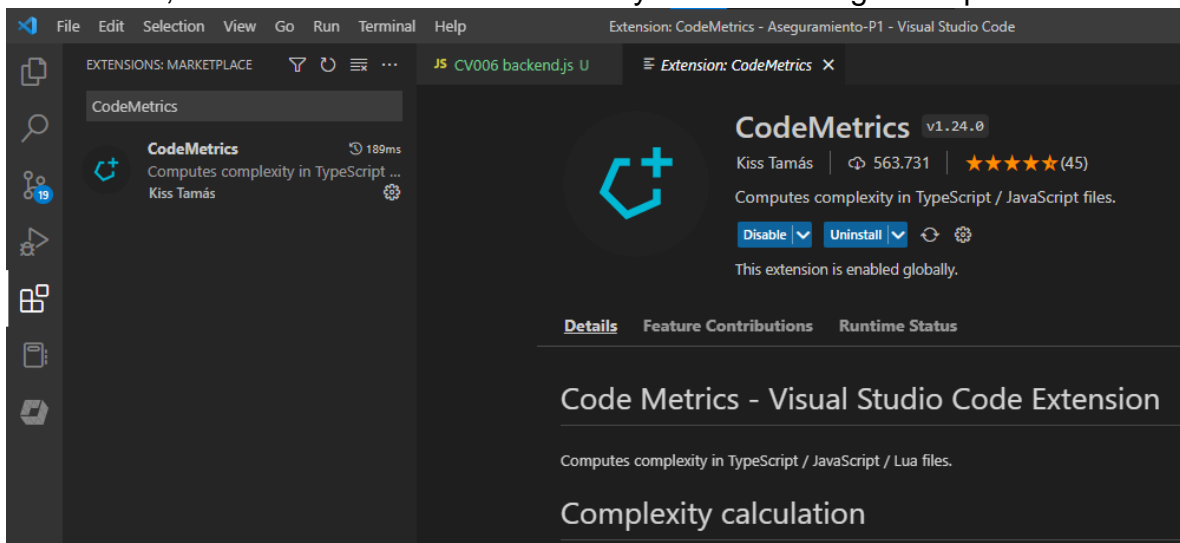 File Edit Selection View Go Run Terminal Help Extension: CodeMetrics - Aseguramiento-P1 - Visual Studio Code
EXTENSIONS: MARKETPLACE
JS CV006 backend.js U Extension: CodeMetrics
CodeMetrics
CodeMetrics 189ms
Computes complexity in TypeScript ...
Kiss Tamás
19
CodeMetrics v1.24.0
Kiss Tamás 563.731 (45)
Computes complexity in TypeScript / JavaScript files.
Disable Uninstall
This extension is enabled globally.
Details Feature Contributions Runtime Status
Code Metrics - Visual Studio Code Extension
Computes complexity in TypeScript / JavaScript / Lua files.
Complexity calculation